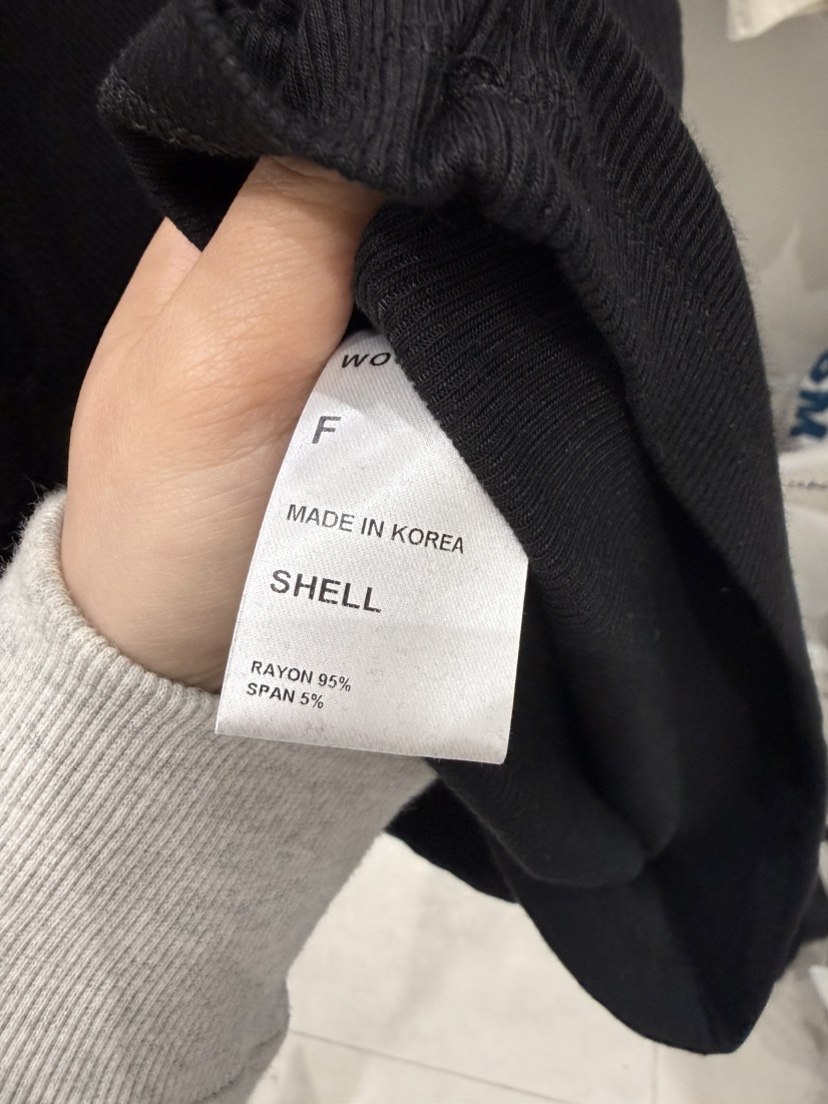 F
MADE IN KOREA
SHELL
RAYON 95%
SPAN 5%